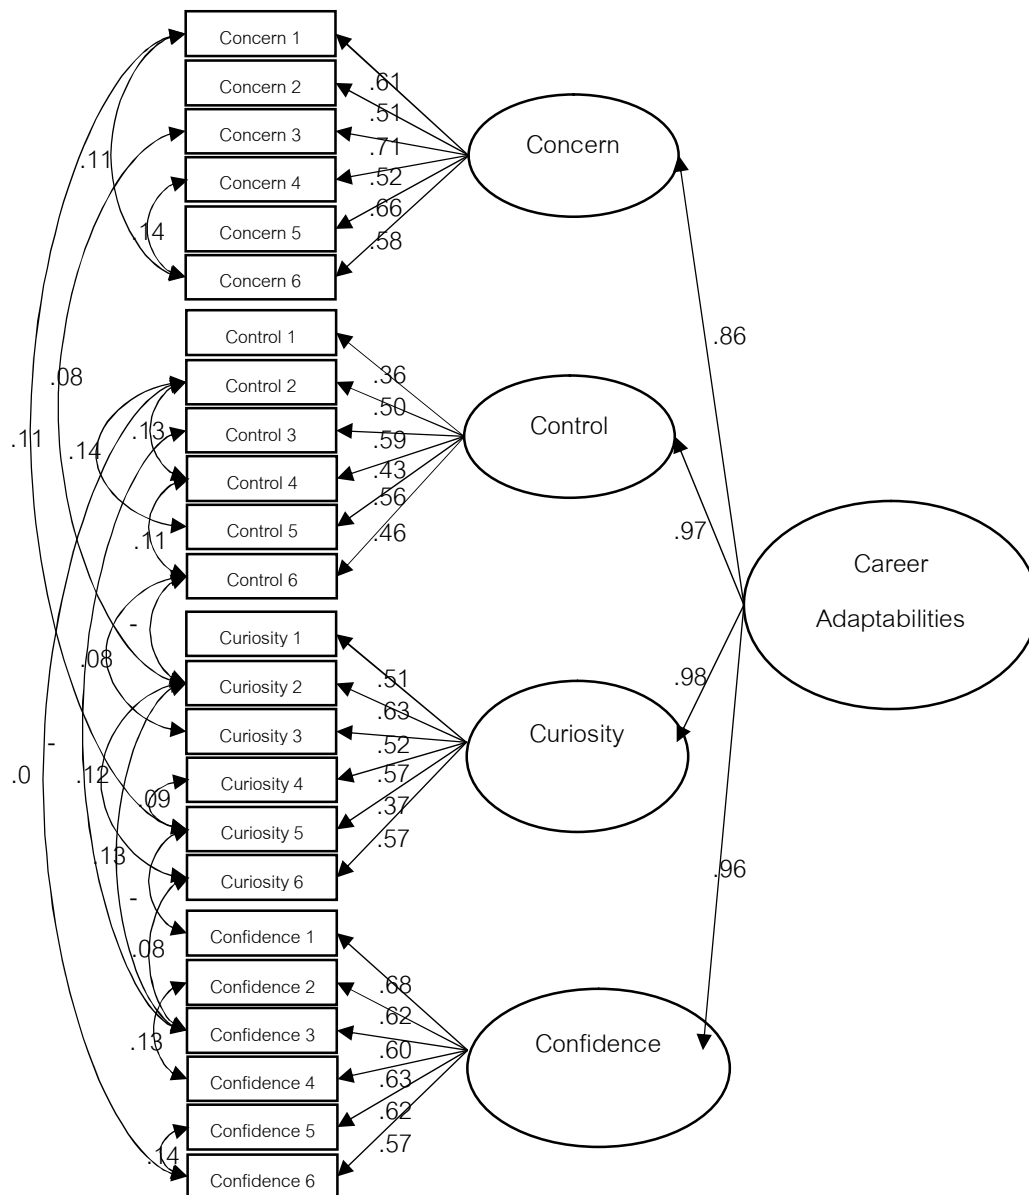 Concern 1
.61
Concern 2
.51
Concern 3
.71
Concern
.11
Concern 4
.52
.66
Concern 5
.14
.58
Concern 6
Control 1
.86
.08
.36
Control 2
.50
.11
.14
.13
Control 3
.59
Control
.43
Control 4
.56
Control 5
.11
.46
.97
Control 6
Career
Adaptabilities
-
Curiosity 1
.08
.51
.98
Curiosity 2
.63
Curiosity 3
.52
Curiosity
-
.0
.12
Curiosity 4
.57
.09
.37
Curiosity 5
.57
.13
Curiosity 6
.96
-
Confidence 1
.08
Confidence 2
.68
.62
Confidence 3
.60
Confidence
.13
Confidence 4
.63
.62
Confidence 5
.57
.14
Confidence 6